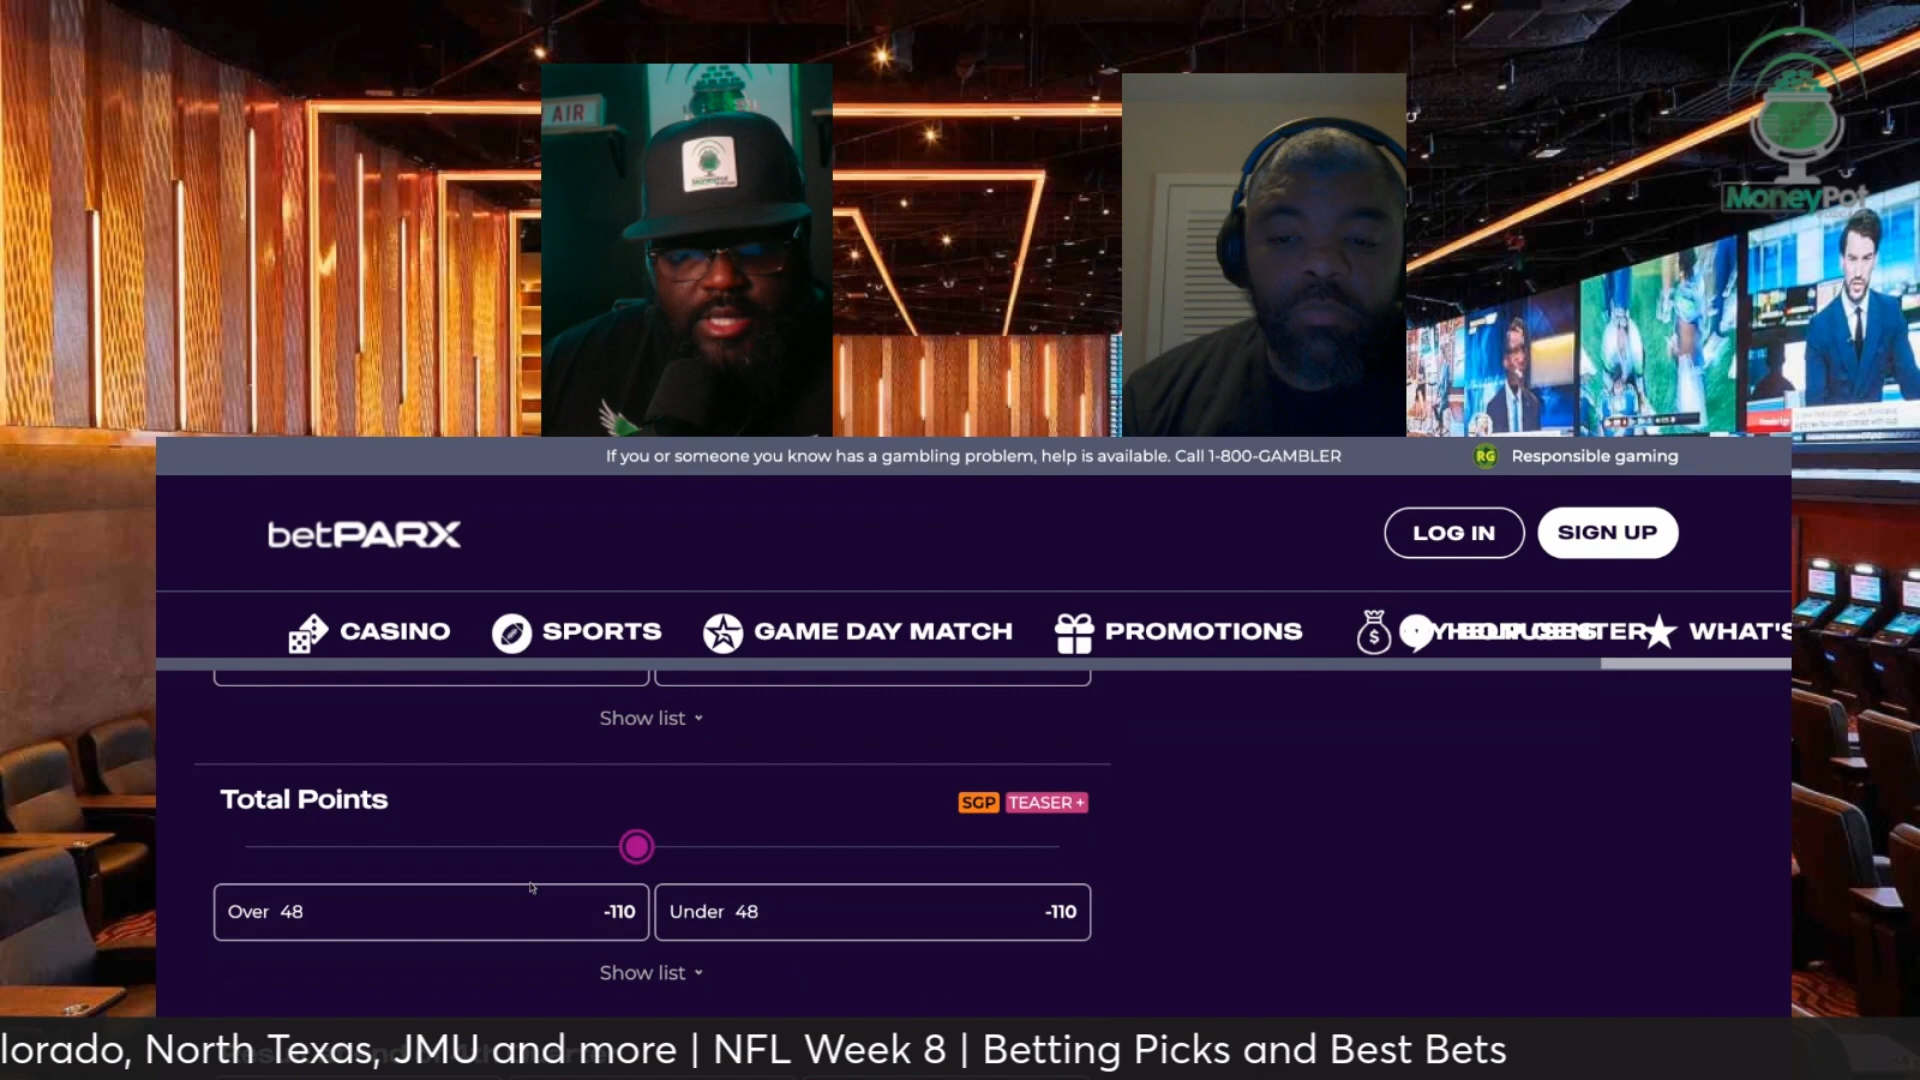 AIR
MoneyPot
MoneyPot
If you or someone you know has a gambling problem, help is available. Call 1-800-GAMBLER
RG Responsible gaming
betPARX
LOG IN
SIGN UP
CASINO
SPORTS
GAME DAY MATCH
PROMOTIONS
WHAT'S
Show list
Total Points
SGP
TEASER +
Over 48 -110
Under 48 -110
Show list
lorado, North Texas, JMU and more | NFL Week 8 | Betting Picks and Best Bets